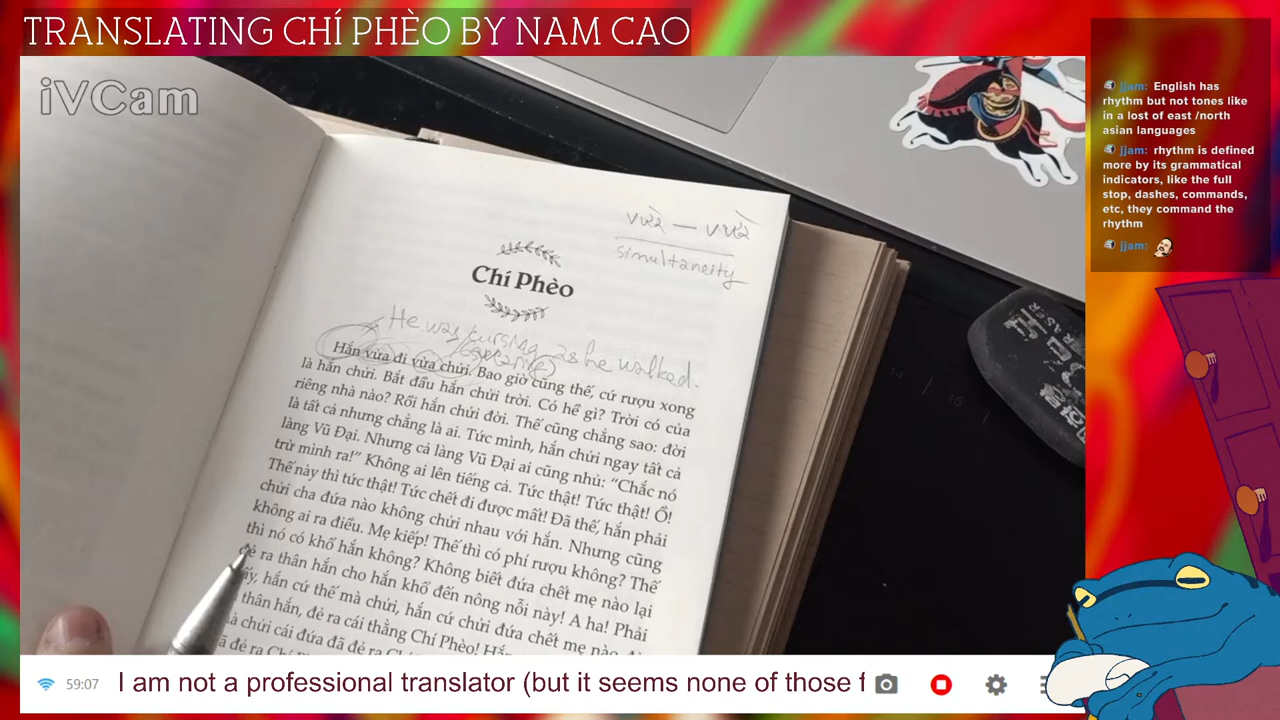 TRANSLATING CHÍ PHÈO BY NAM CAO
iVCam
jjam: English has
rhythm but not tones like
in a lost of east /north
asian languages
jjam: rhythm is defined
more by its grammatical
indicators, like the full
stop, dashes, commands,
etc, they command the
rhythm
jjam:
vừa — vừa
simultaneity
Chí Phèo
He was cursing as he walked.
Hắn vừa đi vừa chửi. Bao giờ cũng thế, cứ rượu xong
là hắn chửi. Bắt đầu hắn chửi trời. Có hề gì? Trời có của
riêng nhà nào? Rồi hắn chửi đời. Thế cũng chẳng sao: đời
là tất cả nhưng chẳng là ai. Tức mình, hắn chửi ngay tất cả
làng Vũ Đại. Nhưng cả làng Vũ Đại ai cũng nhủ: “Chắc nó
trừ mình ra!” Không ai lên tiếng cả. Tức thật! Tức thật! Ồ!
Thế này thì tức thật! Tức chết đi được mất! Đã thế, hắn phải
chửi cha đứa nào không chửi nhau với hắn. Nhưng cũng
không ai ra điều. Mẹ kiếp! Thế thì có phí rượu không? Thế
thì nó có khổ hắn không? Không biết đứa chết mẹ nào lại
đẻ ra thân hắn cho hắn khổ đến nông nỗi này! A ha! Phải
ấy, hắn cứ thế mà chửi, hắn cứ chửi đứa chết mẹ nào
thân hắn, đẻ ra cái thằng Chí Phèo!
chửi cái đứa đã đẻ ra
59:07 I am not a professional translator (but it seems none of those f